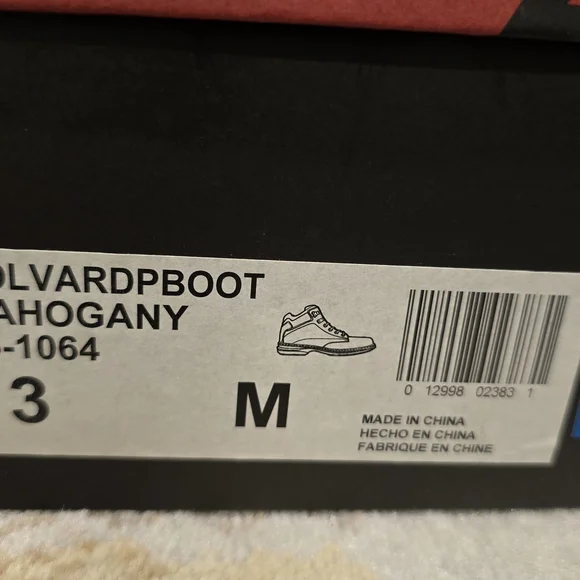 OLVARDPBOOT
AHOGANY
-1064
3 M
0 12998 02383 1
MADE IN CHINA
HECHO EN CHINA
FABRIQUE EN CHINE